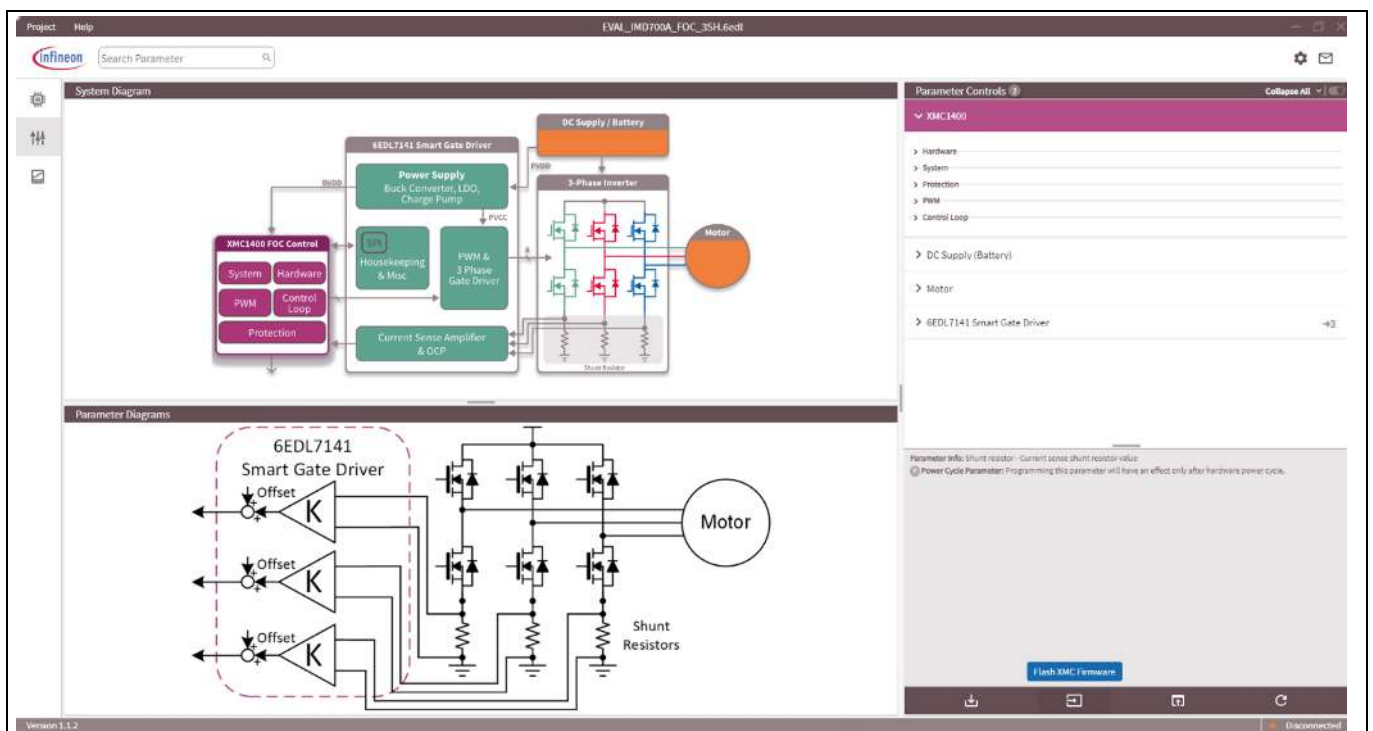 Project Help EVAL_IMD700A_FOC_3SH.6edl
infineon Search Parameter
System Diagram
DC Supply / Battery
6EDL7141 Smart Gate Driver
Power Supply
Buck Converter, LDO,
Charge Pump
DVDD
PVDD
PVCC
3-Phase Inverter
XMC1400 FOC Control
System Hardware
PWM Control
Loop
Protection
SPI
Housekeeping
& Misc
PWM &
3 Phase
Gate Driver
Motor
Current Sense Amplifier
& OCP
Shunt Resistor
Parameter Diagrams
6EDL7141
Smart Gate Driver
Offset
K
+
+
Offset
K
+
+
Offset
K
+
+
Motor
Shunt
Resistors
Parameter Controls ? Collapse All
XMC1400
Hardware
System
Protection
PWM
Control Loop
DC Supply (Battery)
Motor
6EDL7141 Smart Gate Driver
Parameter Info: Shunt resistor - Current sense shunt resistor value
Power Cycle Parameter: Programming this parameter will have an effect only after hardware power cycle.
Flash XMC Firmware
Version 1.1.2 Disconnected